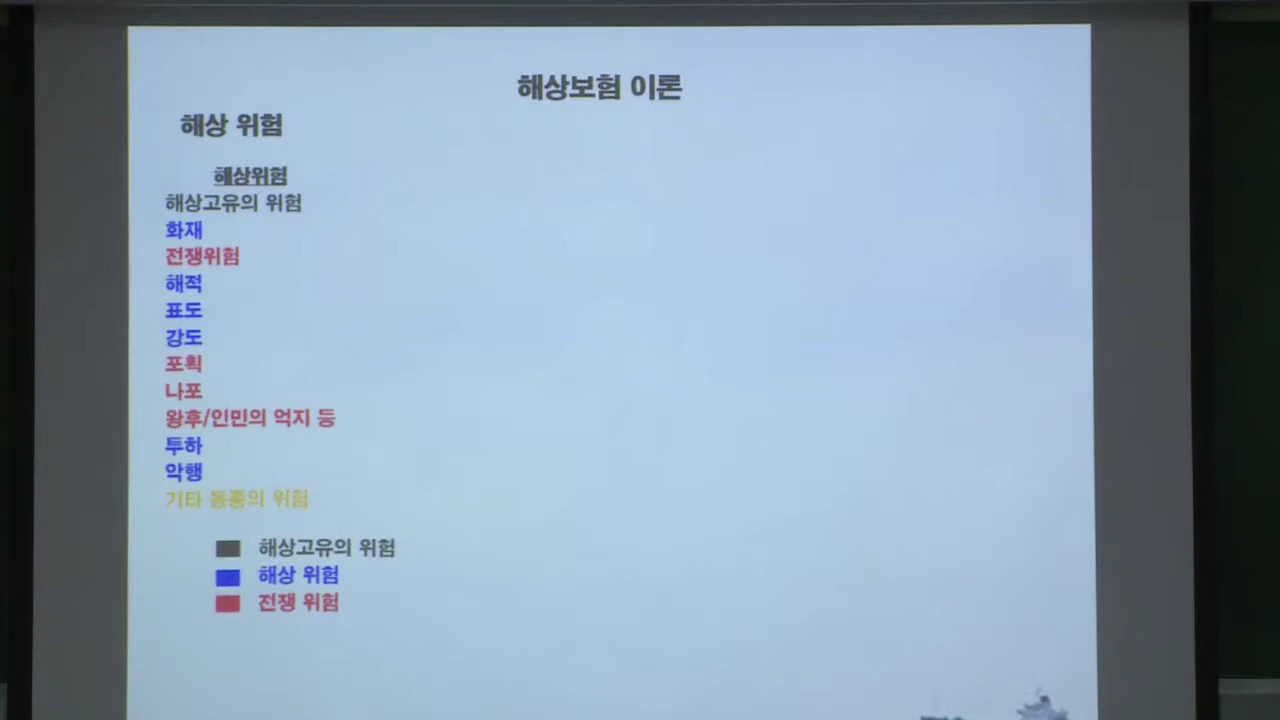 해상보험 이론
해상 위험
해상위험
해상고유의 위험
화재
전쟁위험
해적
표도
강도
포획
나포
왕후/인민의 억지 등
투하
악행
기타 동종의 위험
해상고유의 위험
해상 위험
전쟁 위험